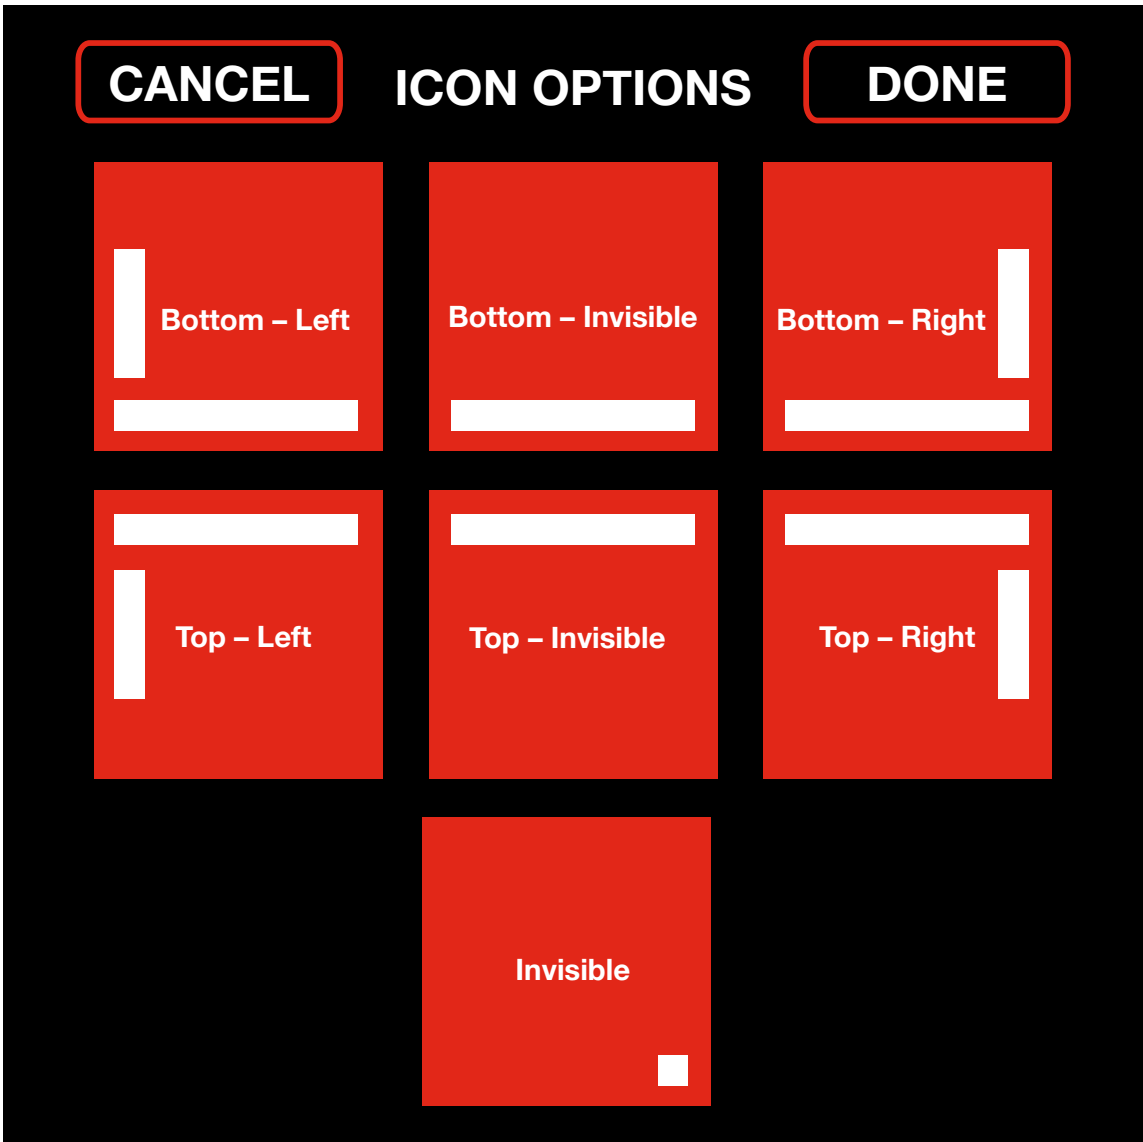 CANCEL
ICON OPTIONS
DONE
Bottom – Left
Bottom – Invisible
Bottom – Right
Top – Left
Top – Invisible
Top – Right
Invisible